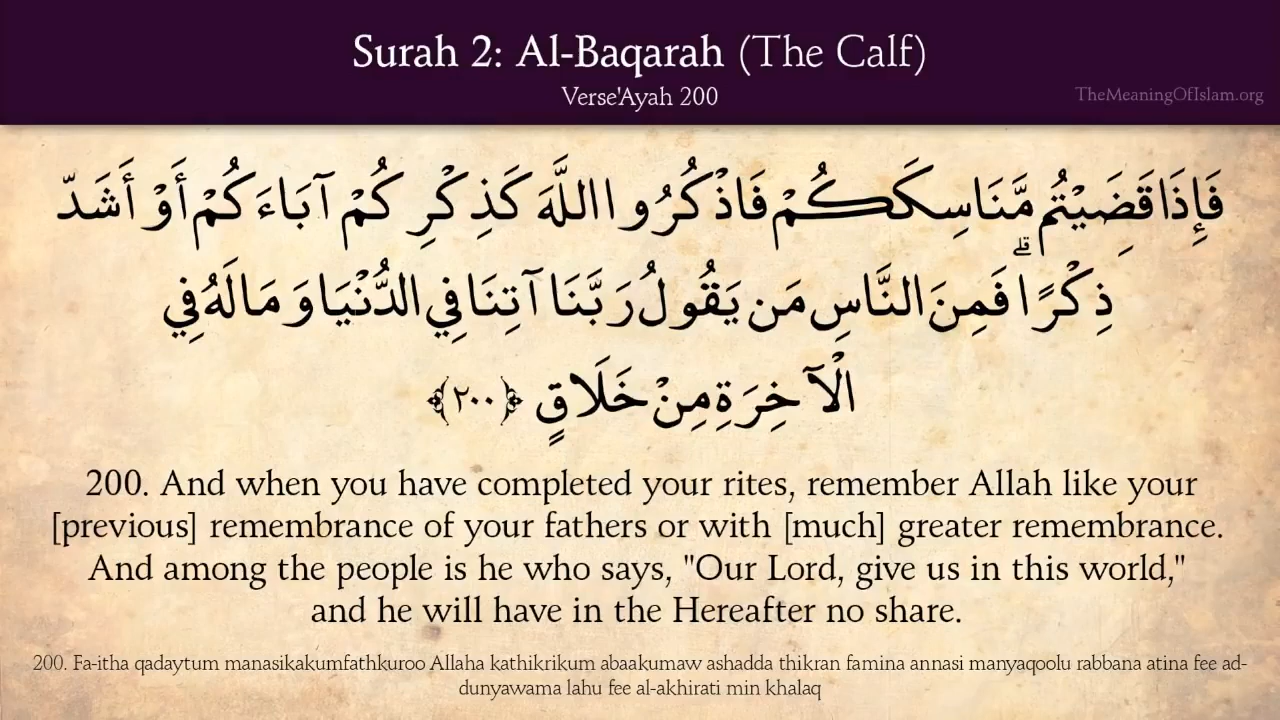 Surah 2: Al-Baqarah (The Calf)
Verse'Ayah 200
TheMeaningOfIslam.org
فَإِذَا قَضَيْتُم مَّنَاسِكَكُمْ فَاذْكُرُوا اللَّهَ كَذِكْرِكُمْ آبَاءَكُمْ أَوْ أَشَدَّ
ذِكْرًا ۗ فَمِنَ النَّاسِ مَن يَقُولُ رَبَّنَا آتِنَا فِي الدُّنْيَا وَمَا لَهُ فِي
الْآخِرَةِ مِنْ خَلَاقٍ ﴿٢٠٠﴾
200. And when you have completed your rites, remember Allah like your
[previous] remembrance of your fathers or with [much] greater remembrance.
And among the people is he who says, "Our Lord, give us in this world,"
and he will have in the Hereafter no share.
200. Fa-itha qadaytum manasikakumfathkuroo Allaha kathikrikum abaakumaw ashadda thikran famina annasi manyaqoolu rabbana atina fee ad-
dunyawama lahu fee al-akhirati min khalaq